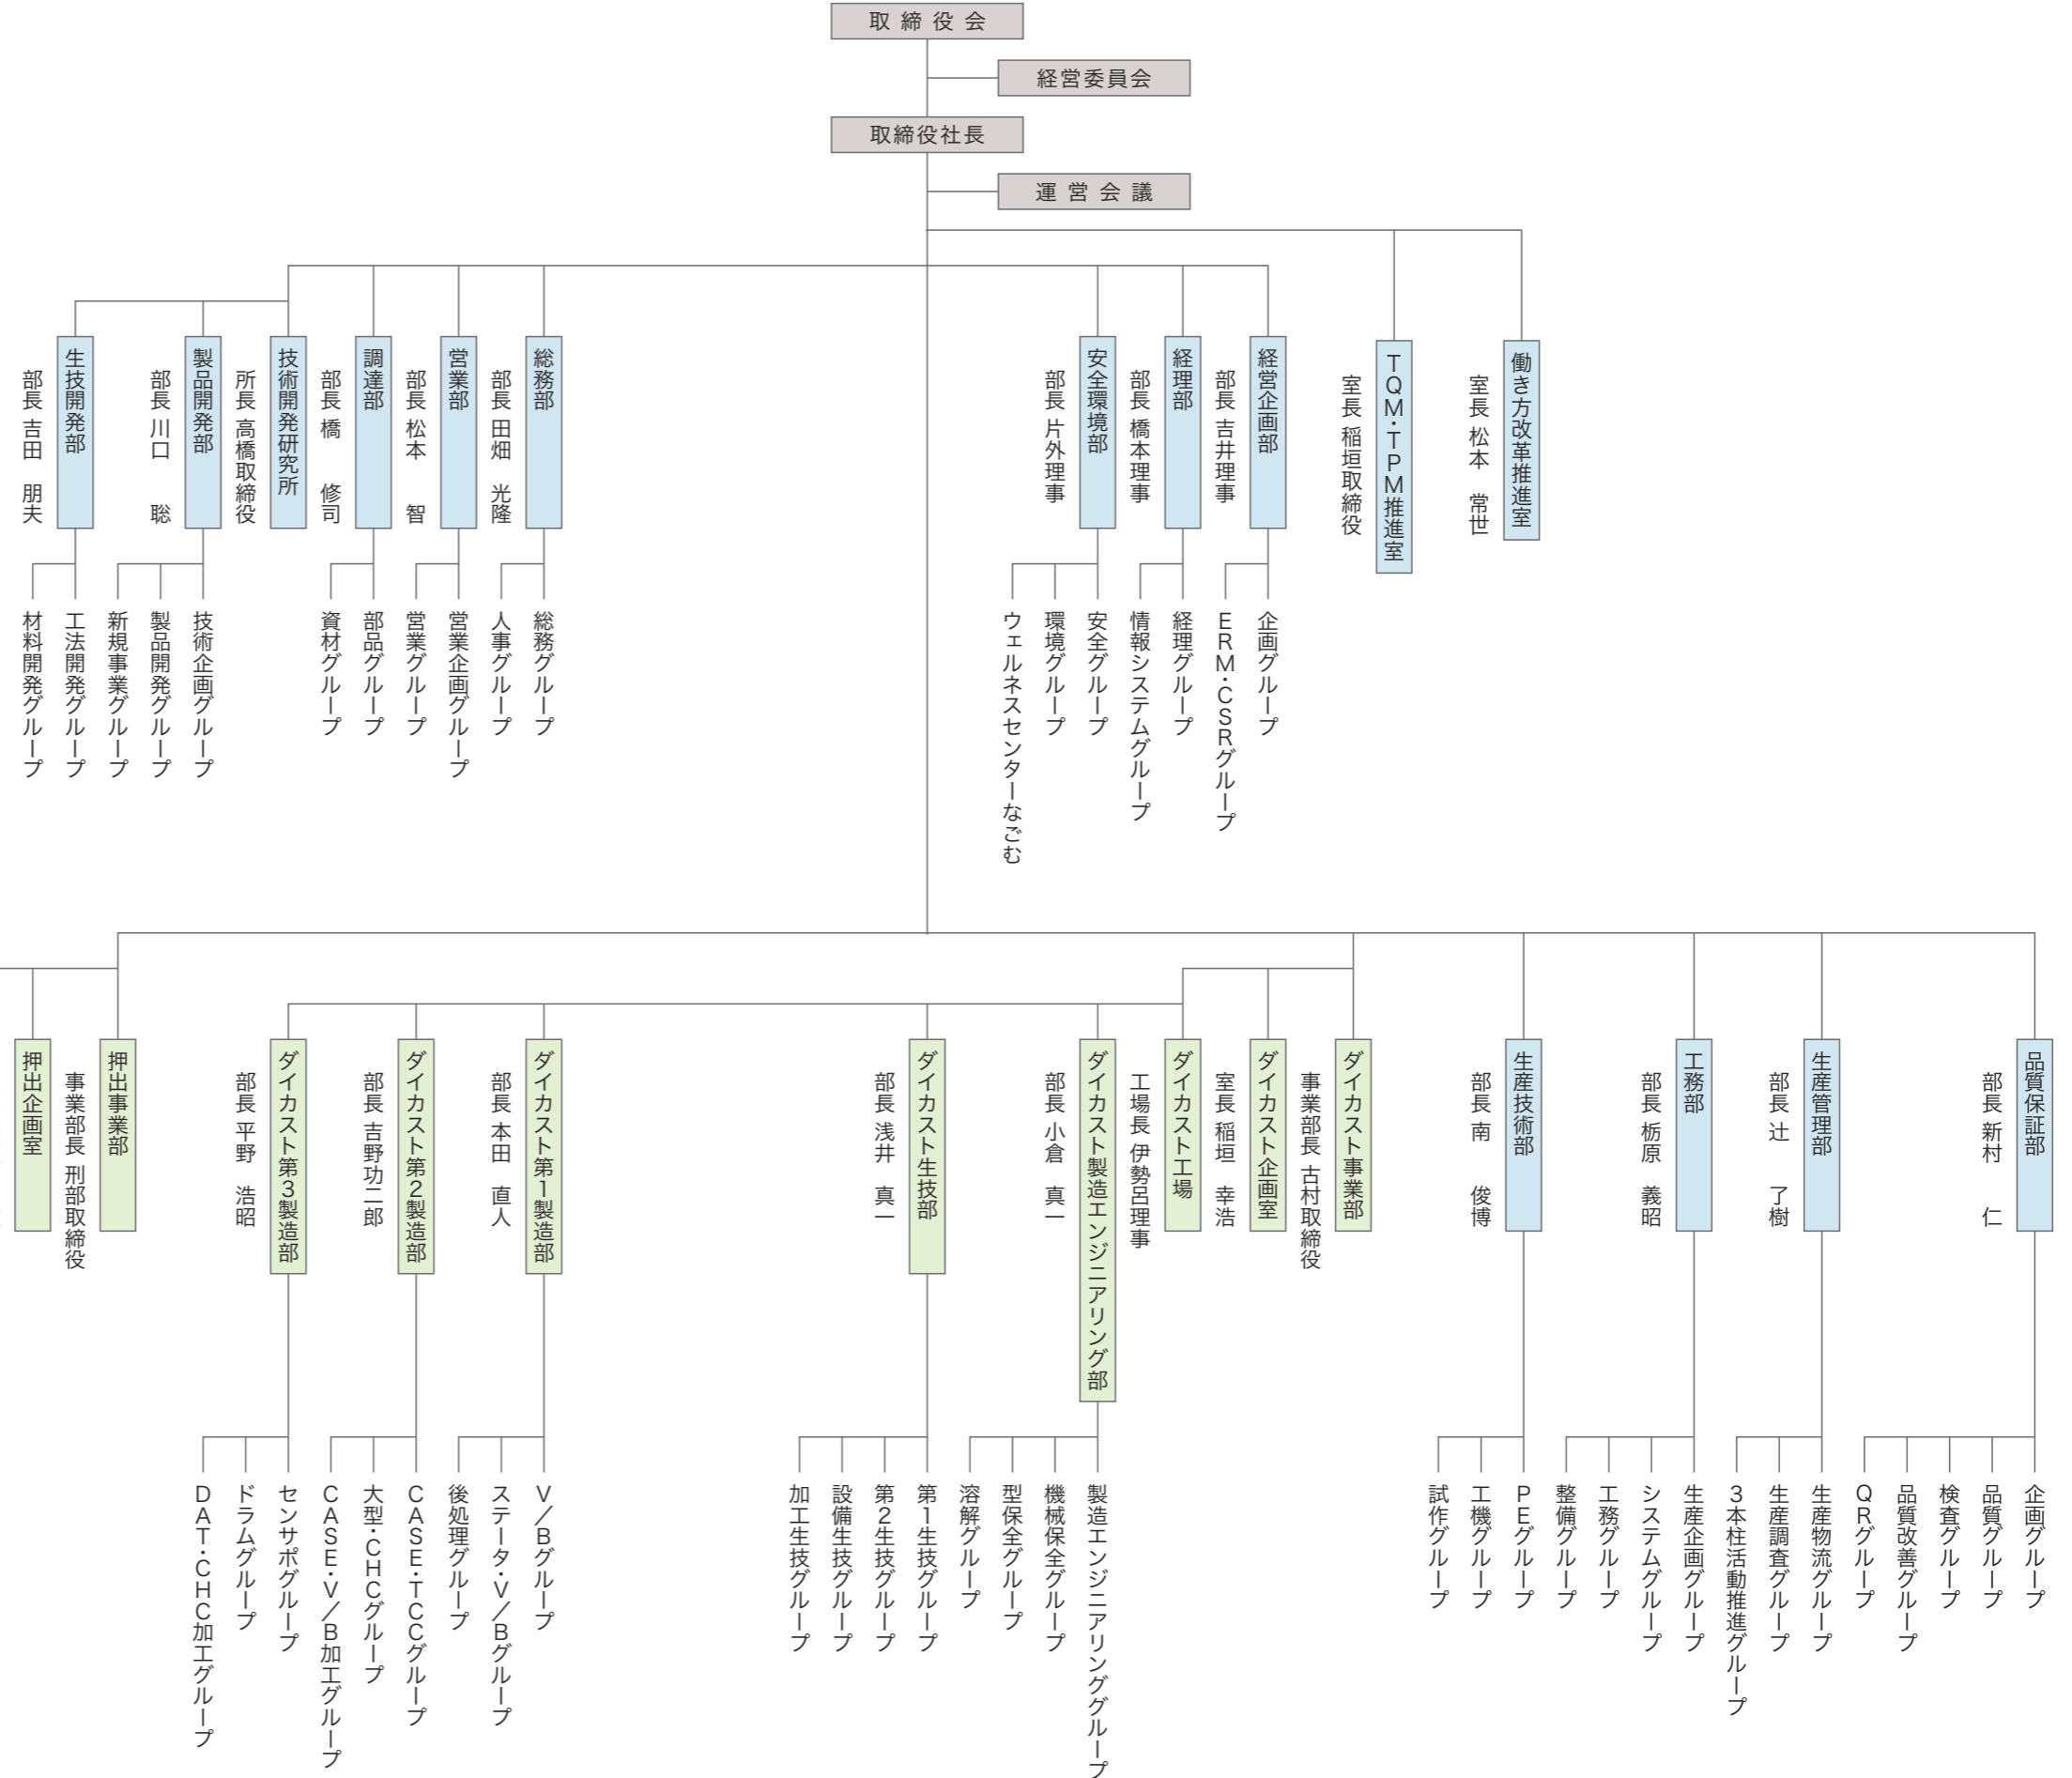 取締役会
経営委員会
取締役社長
運営会議
働き方改革推進室
室長 松本 常世
TQM・TPM推進室
室長 稲垣取締役
経営企画部
部長 吉井理事
経理部
部長 橋本理事
安全環境部
部長 片外理事
総務部
部長 田畑 光隆
営業部
部長 松本 智
調達部
部長 橋 修司
技術開発研究所
所長 高橋取締役
製品開発部
部長 川口 聡
生技開発部
部長 吉田 朋夫
企画グループ
ERM・CSRグループ
経理グループ
情報システムグループ
安全グループ
環境グループ
ウェルネスセンターなごむ
総務グループ
人事グループ
営業企画グループ
営業グループ
部品グループ
資材グループ
技術企画グループ
製品開発グループ
新規事業グループ
工法開発グループ
材料開発グループ
品質保証部
部長 新村 仁
生産管理部
部長 辻 了樹
工務部
部長 栃原 義昭
生産技術部
部長 南 俊博
ダイカスト事業部
事業部長 古村取締役
ダイカスト企画室
室長 稲垣 幸浩
ダイカスト工場
工場長 伊勢呂理事
ダイカスト製造エンジニアリング部
部長 小倉 真一
ダイカスト生技部
部長 浅井 真一
ダイカスト第1製造部
部長 本田 直人
ダイカスト第2製造部
部長 吉野功二郎
ダイカスト第3製造部
部長 平野 浩昭
押出事業部
事業部長 刑部取締役
押出企画室
企画グループ
品質グループ
検査グループ
品質改善グループ
QRグループ
生産物流グループ
生産調査グループ
3本柱活動推進グループ
生産企画グループ
システムグループ
工務グループ
整備グループ
PEグループ
工機グループ
試作グループ
製造エンジニアリンググループ
機械保全グループ
型保全グループ
溶解グループ
第1生技グループ
第2生技グループ
設備生技グループ
加工生技グループ
V/Bグループ
ステータ・V/Bグループ
後処理グループ
CASE・TCCグループ
大型・CHCグループ
CASE・V/B加工グループ
センサポグループ
ドラムグループ
DAT・CHC加工グループ